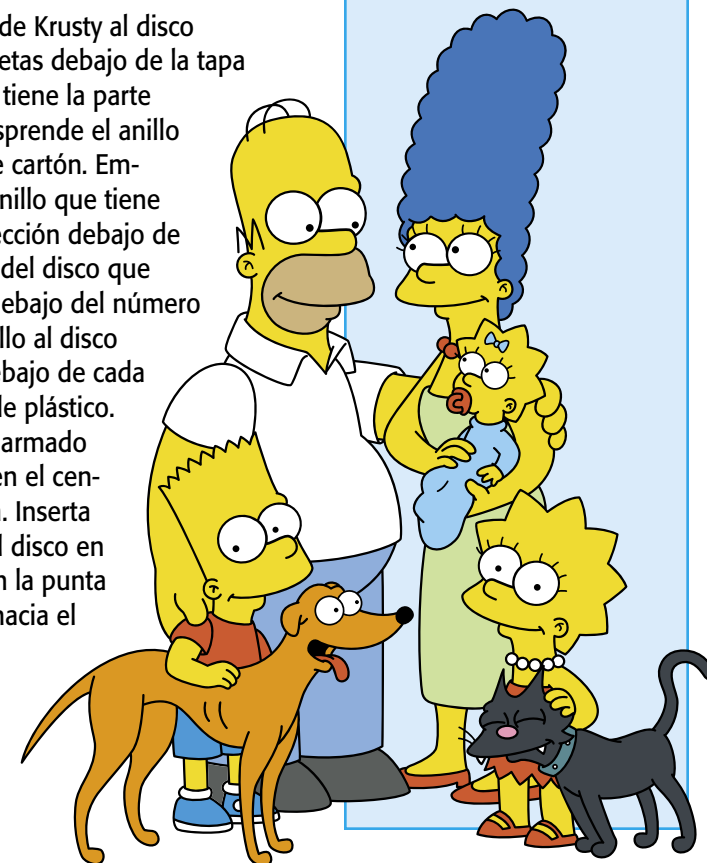 de Krusty al disco
etas debajo de la tapa
tiene la parte
sprende el anillo
e cartón. Em-
nillo que tiene
ección debajo de
del disco que
ebajo del número
llo al disco
ebajo de cada
de plástico.
armado
en el cen-
. Inserta
l disco en
n la punta
hacia el